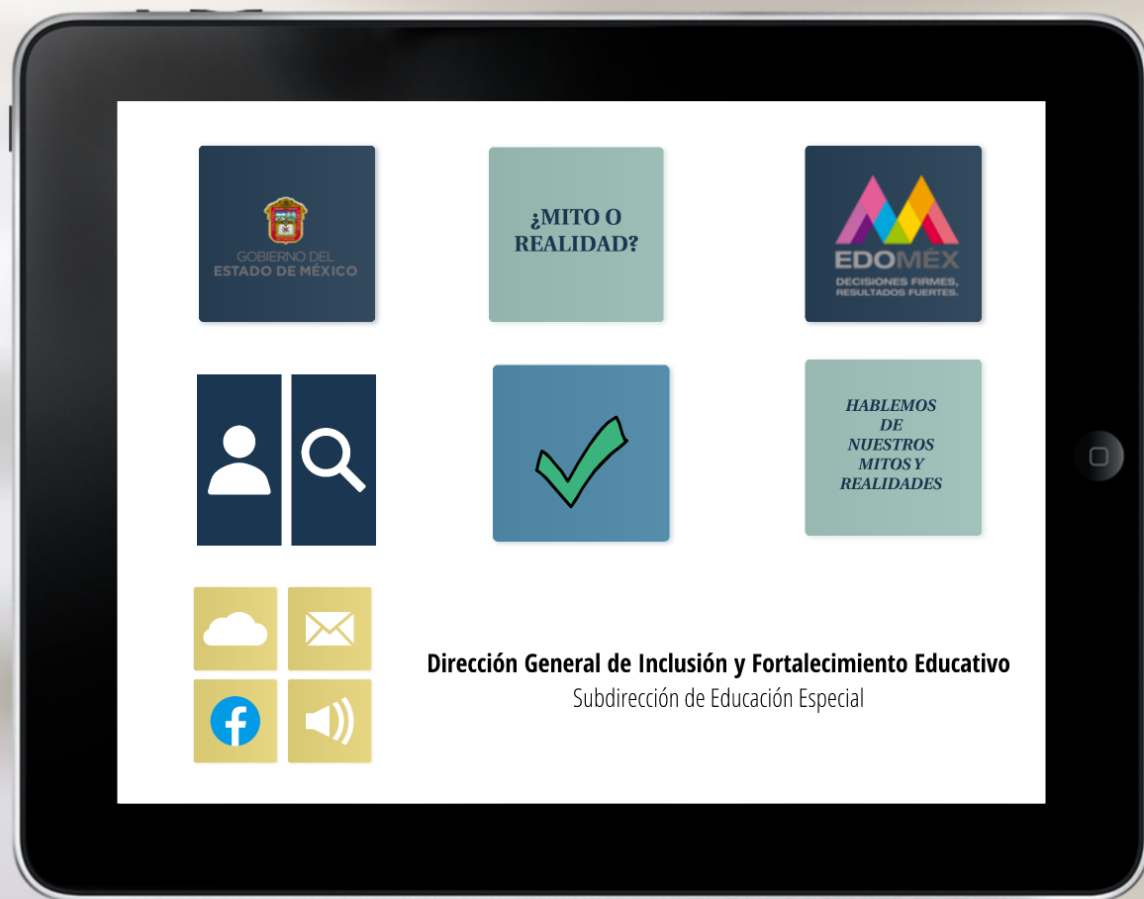 GOBIERNO DEL
ESTADO DE MÉXICO
¿MITO O
REALIDAD?
EDOMÉX
DECISIONES FIRMES,
RESULTADOS FUERTES.
HABLEMOS
DE
NUESTROS
MITOS Y
REALIDADES
Dirección General de Inclusión y Fortalecimiento Educativo
Subdirección de Educación Especial